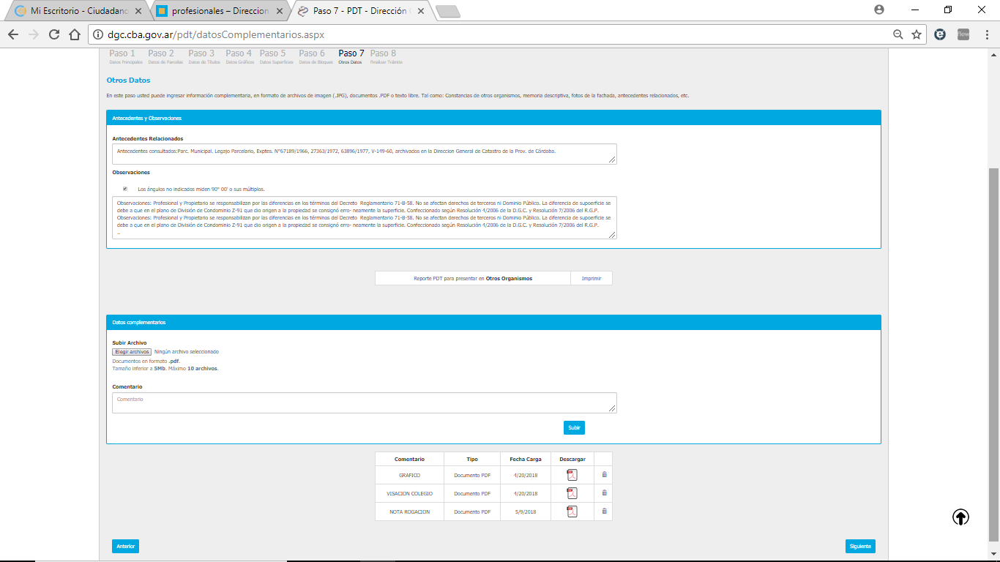 Mi Escritorio - Ciudadano
profesionales – Direccion
Paso 7 - PDT - Dirección
dgc.cba.gov.ar/pdt/datosComplementarios.aspx
Paso 1 Paso 2 Paso 3 Paso 4 Paso 5 Paso 6 Paso 7 Paso 8
Datos Principales Datos de Parcelas Datos de Títulos Datos Gráficos Datos Superficies Datos de Bloques Otros Datos Finalizar Trámite
Otros Datos
En este paso usted puede ingresar información complementaria, en formato de archivos de imagen (.JPG), documentos .PDF o texto libre. Tal como: Constancias de otros organismos, memoria descriptiva, fotos de la fachada, antecedentes relacionados, etc.
Antecedentes y Observaciones
Antecedentes Relacionados
Antecedentes consultados:Parc. Municipal. Legajo Parcelario, Exptes. N°67189/1966, 27363/1972, 63896/1977, V-149-60, archivados en la Direccion General de Catastro de la Prov. de Córdoba.
Observaciones
Los ángulos no indicados miden 90° 00' o sus múltiplos.
Observaciones: Profesional y Propietario se responsabilizan por las diferencias en los términos del Decreto Reglamentario 71-B-58. No se afectan derechos de terceros ni Dominio Público. La diferencia de supoerficie se
debe a que en el plano de División de Condominio Z-91 que dio origen a la propiedad se consignó erro- neamente la superficie. Confeccionado según Resolución 4/2006 de la D.G.C. y Resolución 7/2006 del R.G.P.
Observaciones: Profesional y Propietario se responsabilizan por las diferencias en los términos del Decreto Reglamentario 71-B-58. No se afectan derechos de terceros ni Dominio Público. La diferencia de supoerficie se
debe a que en el plano de División de Condominio Z-91 que dio origen a la propiedad se consignó erro- neamente la superficie. Confeccionado según Resolución 4/2006 de la D.G.C. y Resolución 7/2006 del R.G.P.
..
Reporte PDT para presentar en Otros Organismos Imprimir
Datos complementarios
Subir Archivo
Elegir archivos Ningún archivo seleccionado
Documentos en formato .pdf.
Tamaño inferior a 5Mb. Máximo 10 archivos.
Comentario
Comentario
Subir
Comentario Tipo Fecha Carga Descargar
GRAFICO Documento PDF 4/20/2018
VISACION COLEGIO Documento PDF 4/20/2018
NOTA ROGACION Documento PDF 5/9/2018
Anterior Siguiente